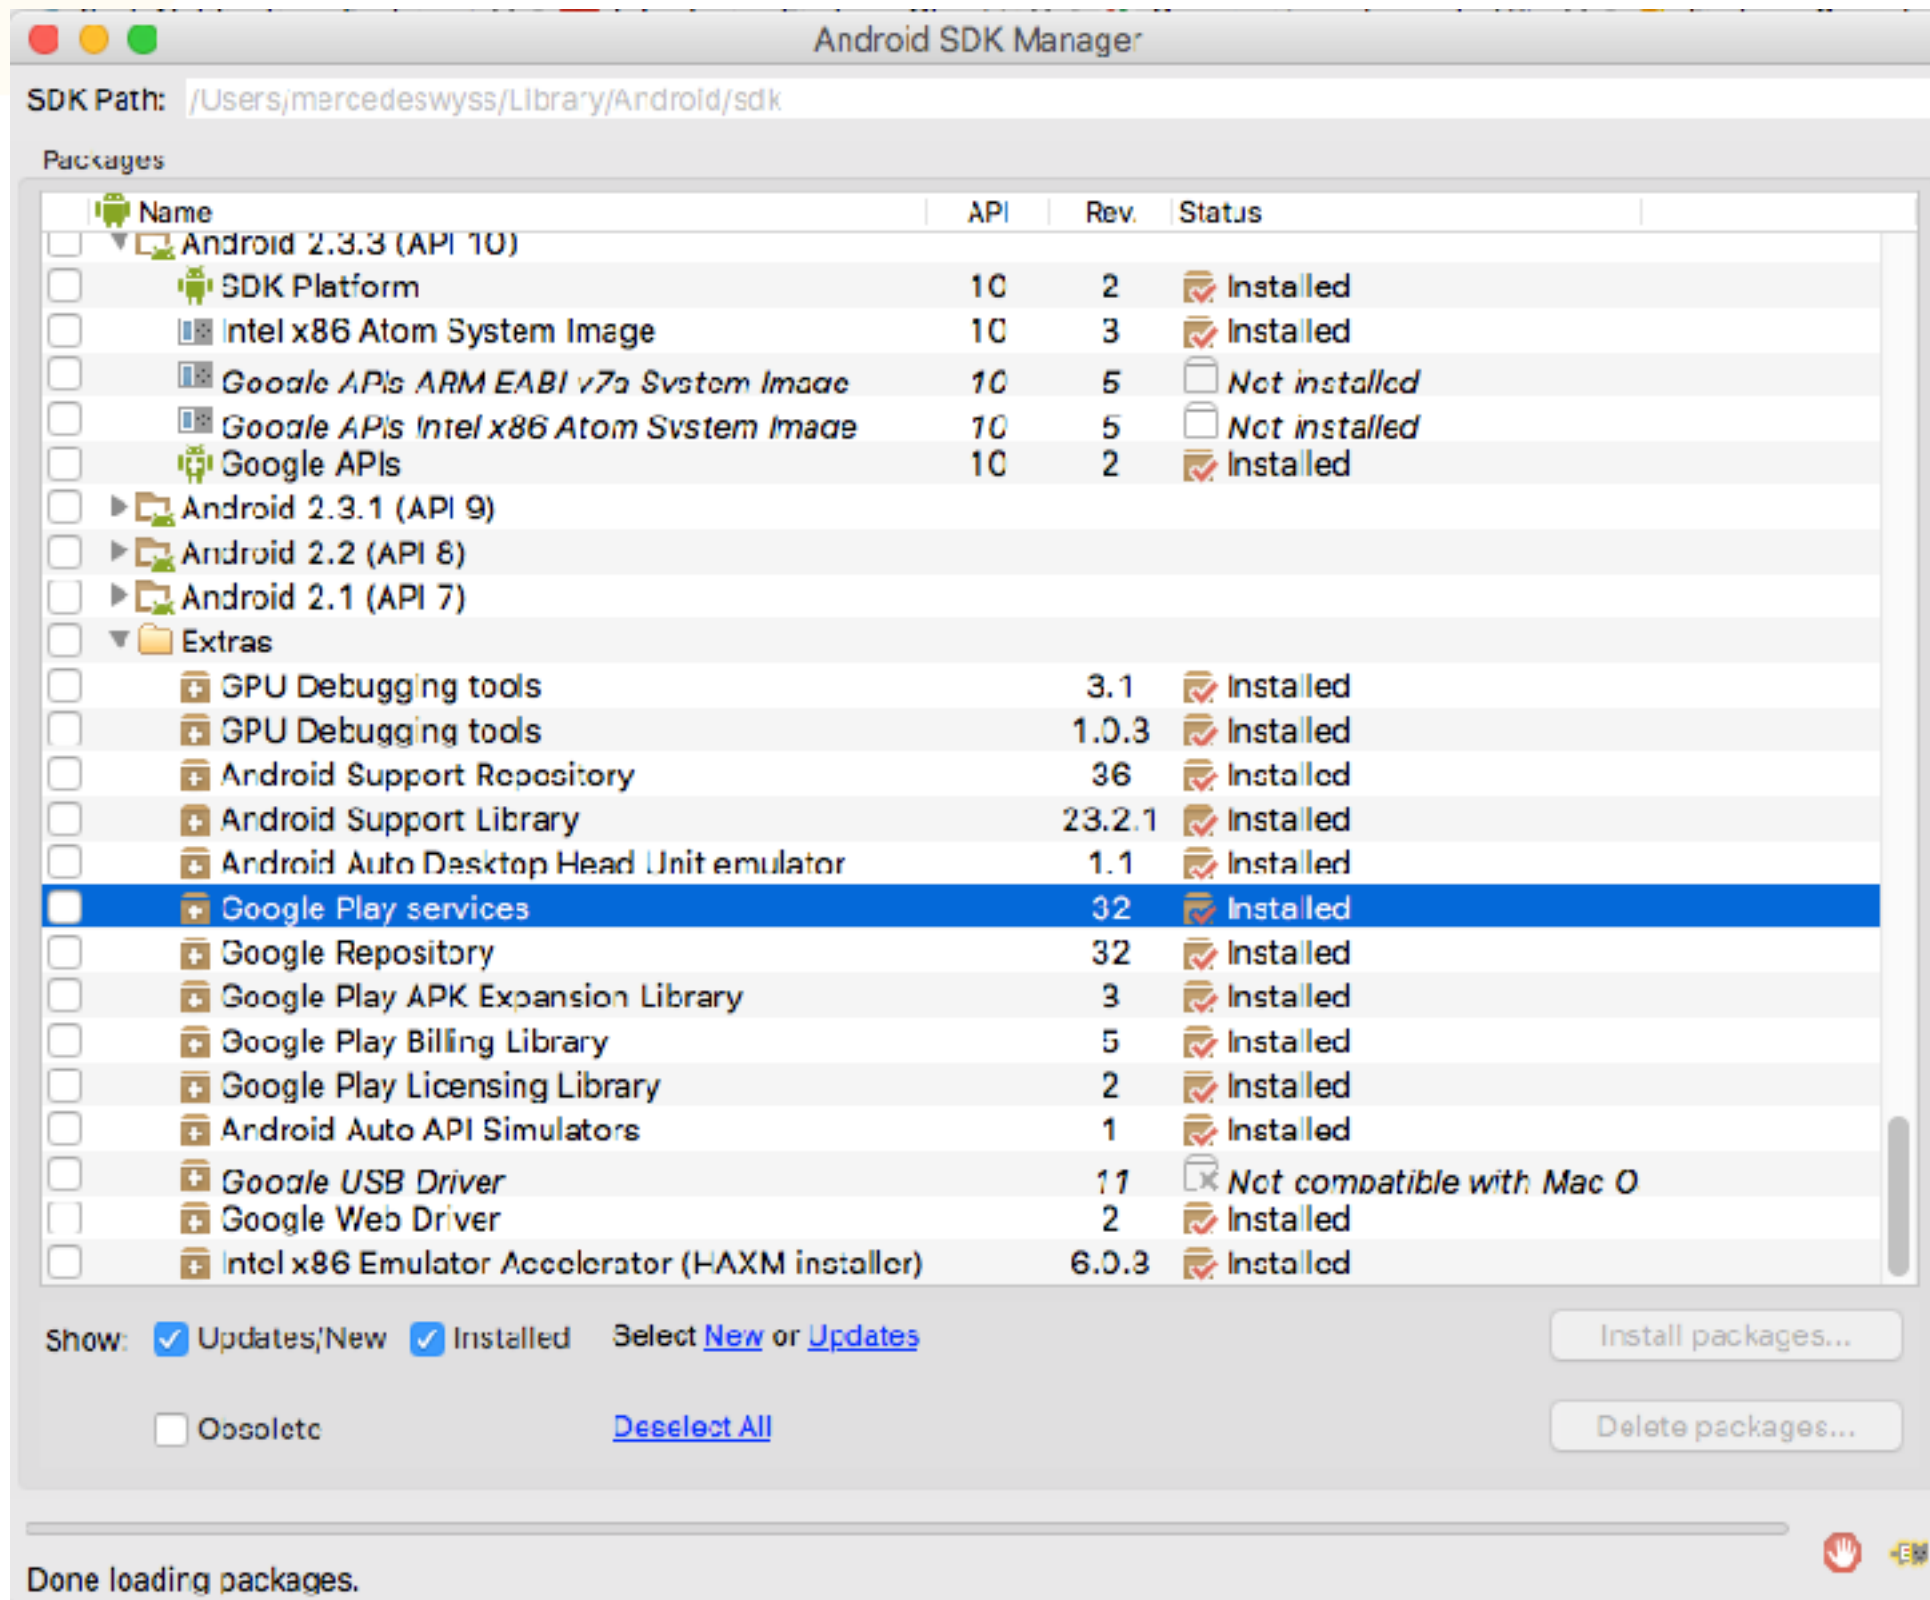 Android SDK Manager
SDK Path: /Users/mercedeswyss/Library/Android/sdk
Packages
Name API Rev. Status
Android 2.3.3 (API 10)
SDK Platform 10 2 Installed
Intel x86 Atom System Image 10 3 Installed
Google APIs ARM EABI v7a System Image 10 5 Not installed
Google APIs Intel x86 Atom System Image 10 5 Not installed
Google APIs 10 2 Installed
Android 2.3.1 (API 9)
Android 2.2 (API 8)
Android 2.1 (API 7)
Extras
GPU Debugging tools 3.1 Installed
GPU Debugging tools 1.0.3 Installed
Android Support Repository 36 Installed
Android Support Library 23.2.1 Installed
Android Auto Desktop Head Unit emulator 1.1 Installed
Google Play services 32 Installed
Google Repository 32 Installed
Google Play APK Expansion Library 3 Installed
Google Play Billing Library 5 Installed
Google Play Licensing Library 2 Installed
Android Auto API Simulators 1 Installed
Google USB Driver 11 Not compatible with Mac O
Google Web Driver 2 Installed
Intel x86 Emulator Accelerator (HAXM installer) 6.0.3 Installed
Show: Updates/New Installed Select New or Updates Install packages...
Obsolete Deselect All Delete packages...
Done loading packages.